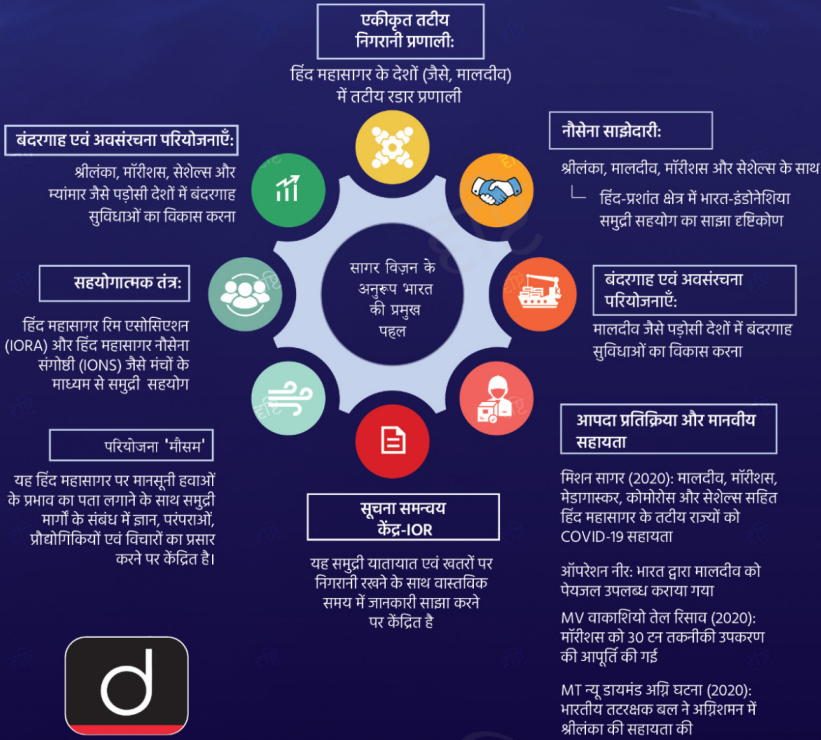 एकीकृत तटीय
निगरानी प्रणाली:
हिंद महासागर के देशों (जैसे, मालदीव)
में तटीय रडार प्रणाली
नौसेना साझेदारी:
श्रीलंका, मालदीव, मॉरीशस और सेशेल्स के साथ
हिंद-प्रशांत क्षेत्र में भारत-इंडोनेशिया
समुद्री सहयोग का साझा दृष्टिकोण
बंदरगाह एवं अवसंरचना
परियोजनाएँ:
मालदीव जैसे पड़ोसी देशों में बंदरगाह
सुविधाओं का विकास करना
आपदा प्रतिक्रिया और मानवीय
सहायता
मिशन सागर (2020): मालदीव, मॉरीशस,
मेडागास्कर, कोमोरोस और सेशेल्स सहित
हिंद महासागर के तटीय राज्यों को
COVID-19 सहायता
ऑपरेशन नीर: भारत द्वारा मालदीव को
पेयजल उपलब्ध कराया गया
MV वाकाशियो तेल रिसाव (2020):
मॉरीशस को 30 टन तकनीकी उपकरण
की आपूर्ति की गई
MT न्यू डायमंड अग्नि घटना (2020):
भारतीय तटरक्षक बल ने अग्निशमन में
श्रीलंका की सहायता की
सूचना समन्वय
केंद्र-IOR
यह समुद्री यातायात एवं खतरों पर
निगरानी रखने के साथ वास्तविक
समय में जानकारी साझा करने
पर केंद्रित है
परियोजना 'मौसम'
यह हिंद महासागर पर मानसूनी हवाओं
के प्रभाव का पता लगाने के साथ समुद्री
मार्गों के संबंध में ज्ञान, परंपराओं,
प्रौद्योगिकियों एवं विचारों का प्रसार
करने पर केंद्रित है।
सहयोगात्मक तंत्र:
हिंद महासागर रिम एसोसिएशन
(IORA) और हिंद महासागर नौसेना
संगोष्ठी (IONS) जैसे मंचों के
माध्यम से समुद्री सहयोग
बंदरगाह एवं अवसंरचना परियोजनाएँ:
श्रीलंका, मॉरीशस, सेशेल्स और
म्यांमार जैसे पड़ोसी देशों में बंदरगाह
सुविधाओं का विकास करना
सागर विज़न के
अनुरूप भारत
की प्रमुख
पहल
d